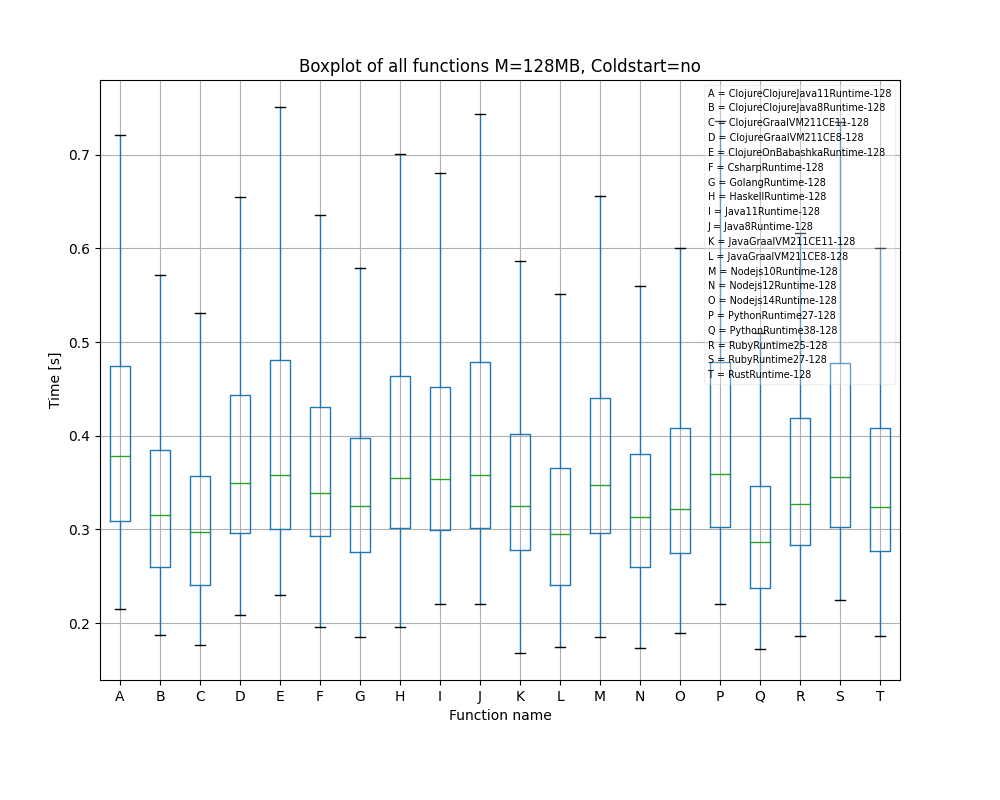 Boxplot of all functions M=128MB, Coldstart=no
A = ClojureClojureJava11Runtime-128
B = ClojureClojureJava8Runtime-128
C = ClojureGraalVM211CE11-128
D = ClojureGraalVM211CE8-128
E = ClojureOnBabashkaRuntime-128
F = CsharpRuntime-128
G = GolangRuntime-128
H = HaskellRuntime-128
I = Java11Runtime-128
J = Java8Runtime-128
K = JavaGraalVM211CE11-128
L = JavaGraalVM211CE8-128
M = Nodejs10Runtime-128
N = Nodejs12Runtime-128
O = Nodejs14Runtime-128
P = PythonRuntime27-128
Q = PythonRuntime38-128
R = RubyRuntime25-128
S = RubyRuntime27-128
T = RustRuntime-128
0.7
0.6
0.5
0.4
0.3
0.2
Time [s]
A B C D E F G H I J K L M N O P Q R S T
Function name